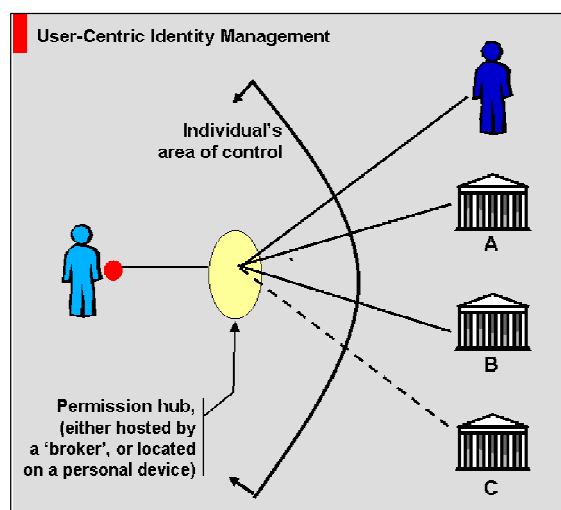 User-Centric Identity Management
Individual's
area of control
A
B
Permission hub,
(either hosted by
a 'broker', or located
on a personal device)
C